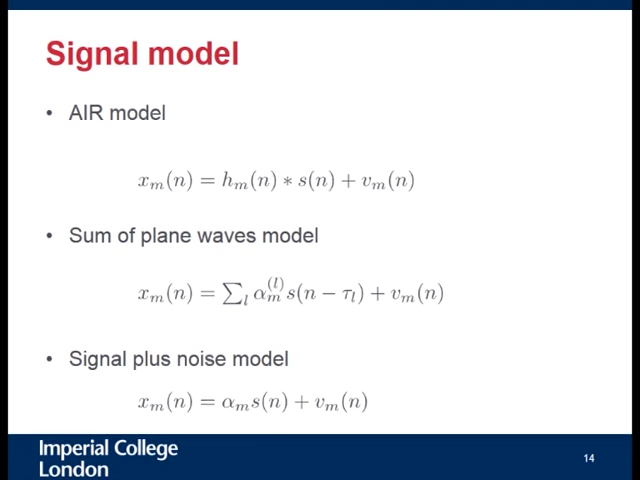 Signal model
• AIR model
x_m(n) = h_m(n) ∗ s(n) + v_m(n)
• Sum of plane waves model
x_m(n) = ∑_l α_m^{(l)} s(n − τ_l) + v_m(n)
• Signal plus noise model
x_m(n) = α_m s(n) + v_m(n)
Imperial College
London
14